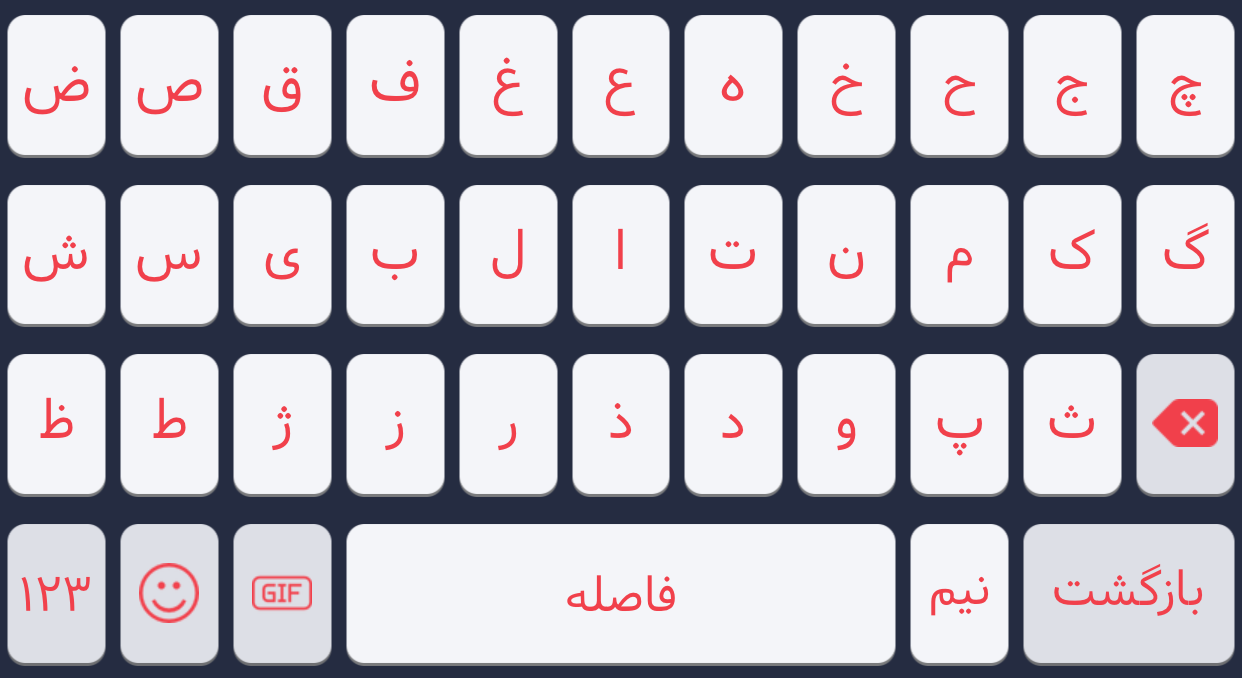 ض ص ق ف غ ع ه خ ح ج چ
ش س ی ب ل ا ت ن م ک گ
ظ ط ژ ز ر ذ د و پ ث
۱۲۳ GIF فاصله نیم بازگشت